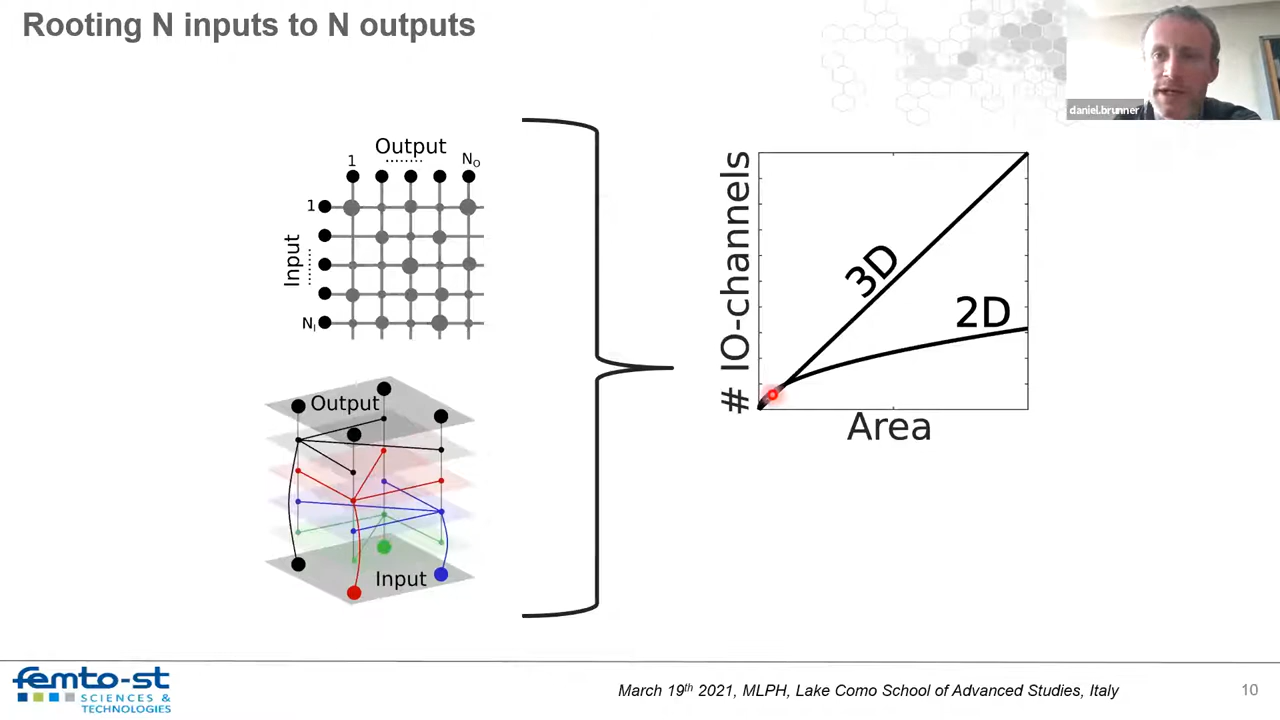 Rooting N inputs to N outputs
daniel.brunner
Output
1 ........ No
1
Input
........
NI
Output
Input
# IO-channels
3D
2D
Area
femto-st
SCIENCES &
TECHNOLOGIES
March 19th 2021, MLPH, Lake Como School of Advanced Studies, Italy
10